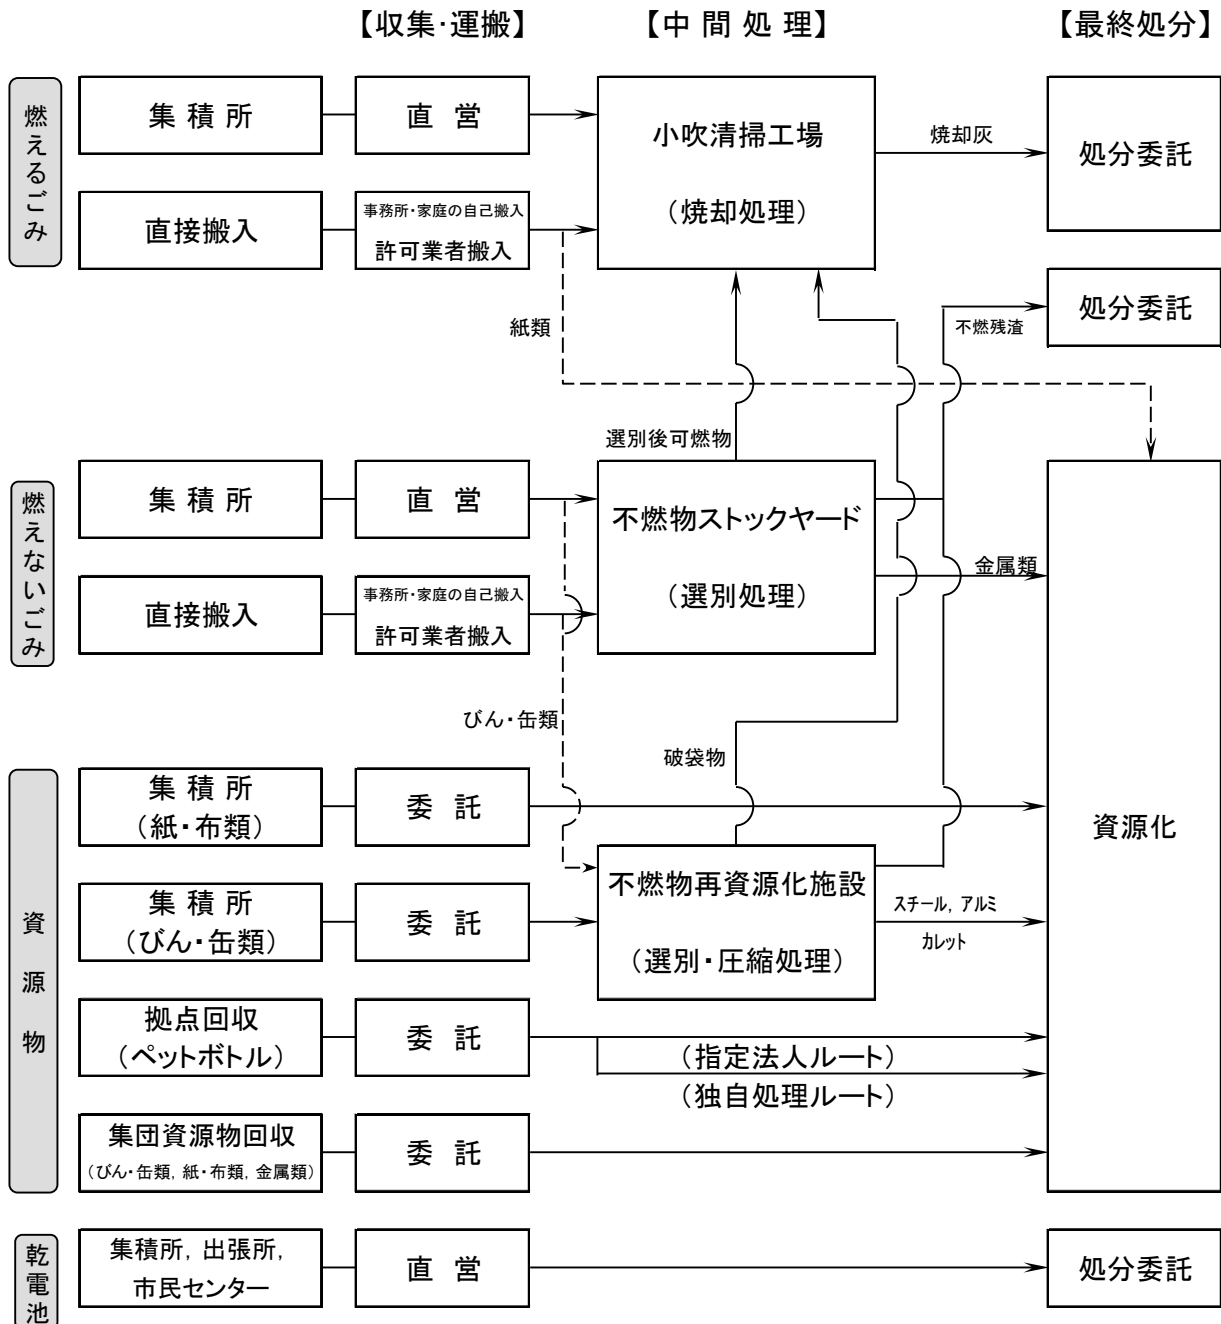 【収集・運搬】
【中 間 処 理】
【最終処分】
燃えるごみ
集 積 所
直 営
小吹清掃工場
(焼却処理)
焼却灰
処分委託
直接搬入
事務所・家庭の自己搬入
許可業者搬入
紙類
不燃残渣
処分委託
選別後可燃物
燃えないごみ
集 積 所
直 営
不燃物ストックヤード
(選別処理)
金属類
直接搬入
事務所・家庭の自己搬入
許可業者搬入
びん・缶類
破袋物
資源化
資 源 物
集 積 所
(紙・布類)
委 託
集 積 所
(びん・缶類)
委 託
不燃物再資源化施設
(選別・圧縮処理)
スチール, アルミ
カレット
拠点回収
(ペットボトル)
委 託
(指定法人ルート)
(独自処理ルート)
集団資源物回収
(びん・缶類, 紙・布類, 金属類)
委 託
乾電池
集積所, 出張所,
市民センター
直 営
処分委託